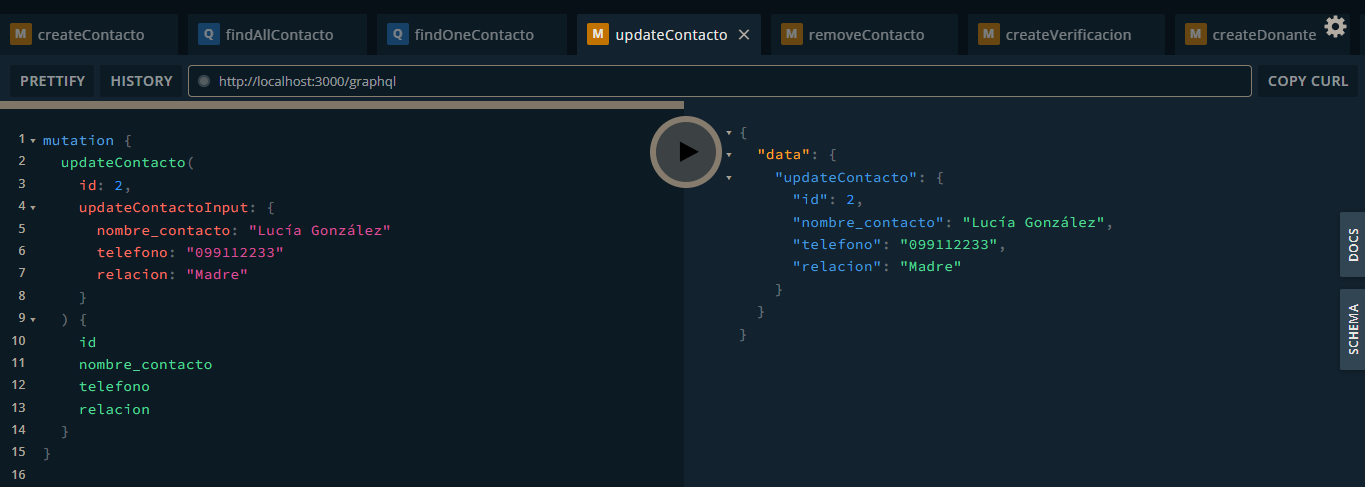 M createContacto
Q findAllContacto
Q findOneContacto
M updateContacto ×
M removeContacto
M createVerificacion
M createDonante
PRETTIFY HISTORY http://localhost:3000/graphql COPY CURL
1 mutation {
2 updateContacto(
3 id: 2,
4 updateContactoInput: {
5 nombre_contacto: "Lucía González"
6 telefono: "099112233"
7 relacion: "Madre"
8 }
9 ) {
10 id
11 nombre_contacto
12 telefono
13 relacion
14 }
15 }
16
{
"data": {
"updateContacto": {
"id": 2,
"nombre_contacto": "Lucía González",
"telefono": "099112233",
"relacion": "Madre"
}
}
}
DOCS
SCHEMA